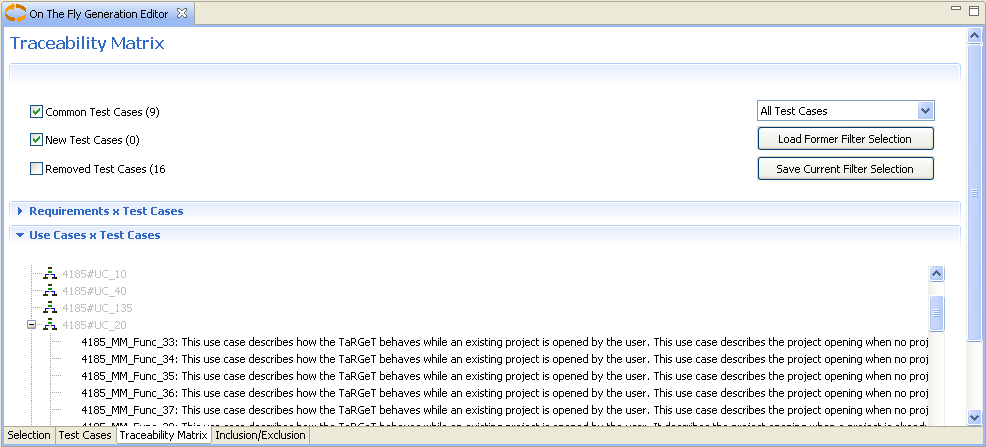 On The Fly Generation Editor
Traceability Matrix
Common Test Cases (9)
All Test Cases
New Test Cases (0)
Load Former Filter Selection
Removed Test Cases (16
Save Current Filter Selection
Requirements x Test Cases
Use Cases x Test Cases
4185#UC_10
4185#UC_40
4185#UC_135
4185#UC_20
4185_MM_Func_33: This use case describes how the TaRGeT behaves while an existing project is opened by the user. This use case describes the project opening when no proj
4185_MM_Func_34: This use case describes how the TaRGeT behaves while an existing project is opened by the user. This use case describes the project opening when no proj
4185_MM_Func_35: This use case describes how the TaRGeT behaves while an existing project is opened by the user. This use case describes the project opening when no proj
4185_MM_Func_36: This use case describes how the TaRGeT behaves while an existing project is opened by the user. This use case describes the project opening when no proj
4185_MM_Func_37: This use case describes how the TaRGeT behaves while an existing project is opened by the user. This use case describes the project opening when no proj
Selection Test Cases Traceability Matrix Inclusion/Exclusion